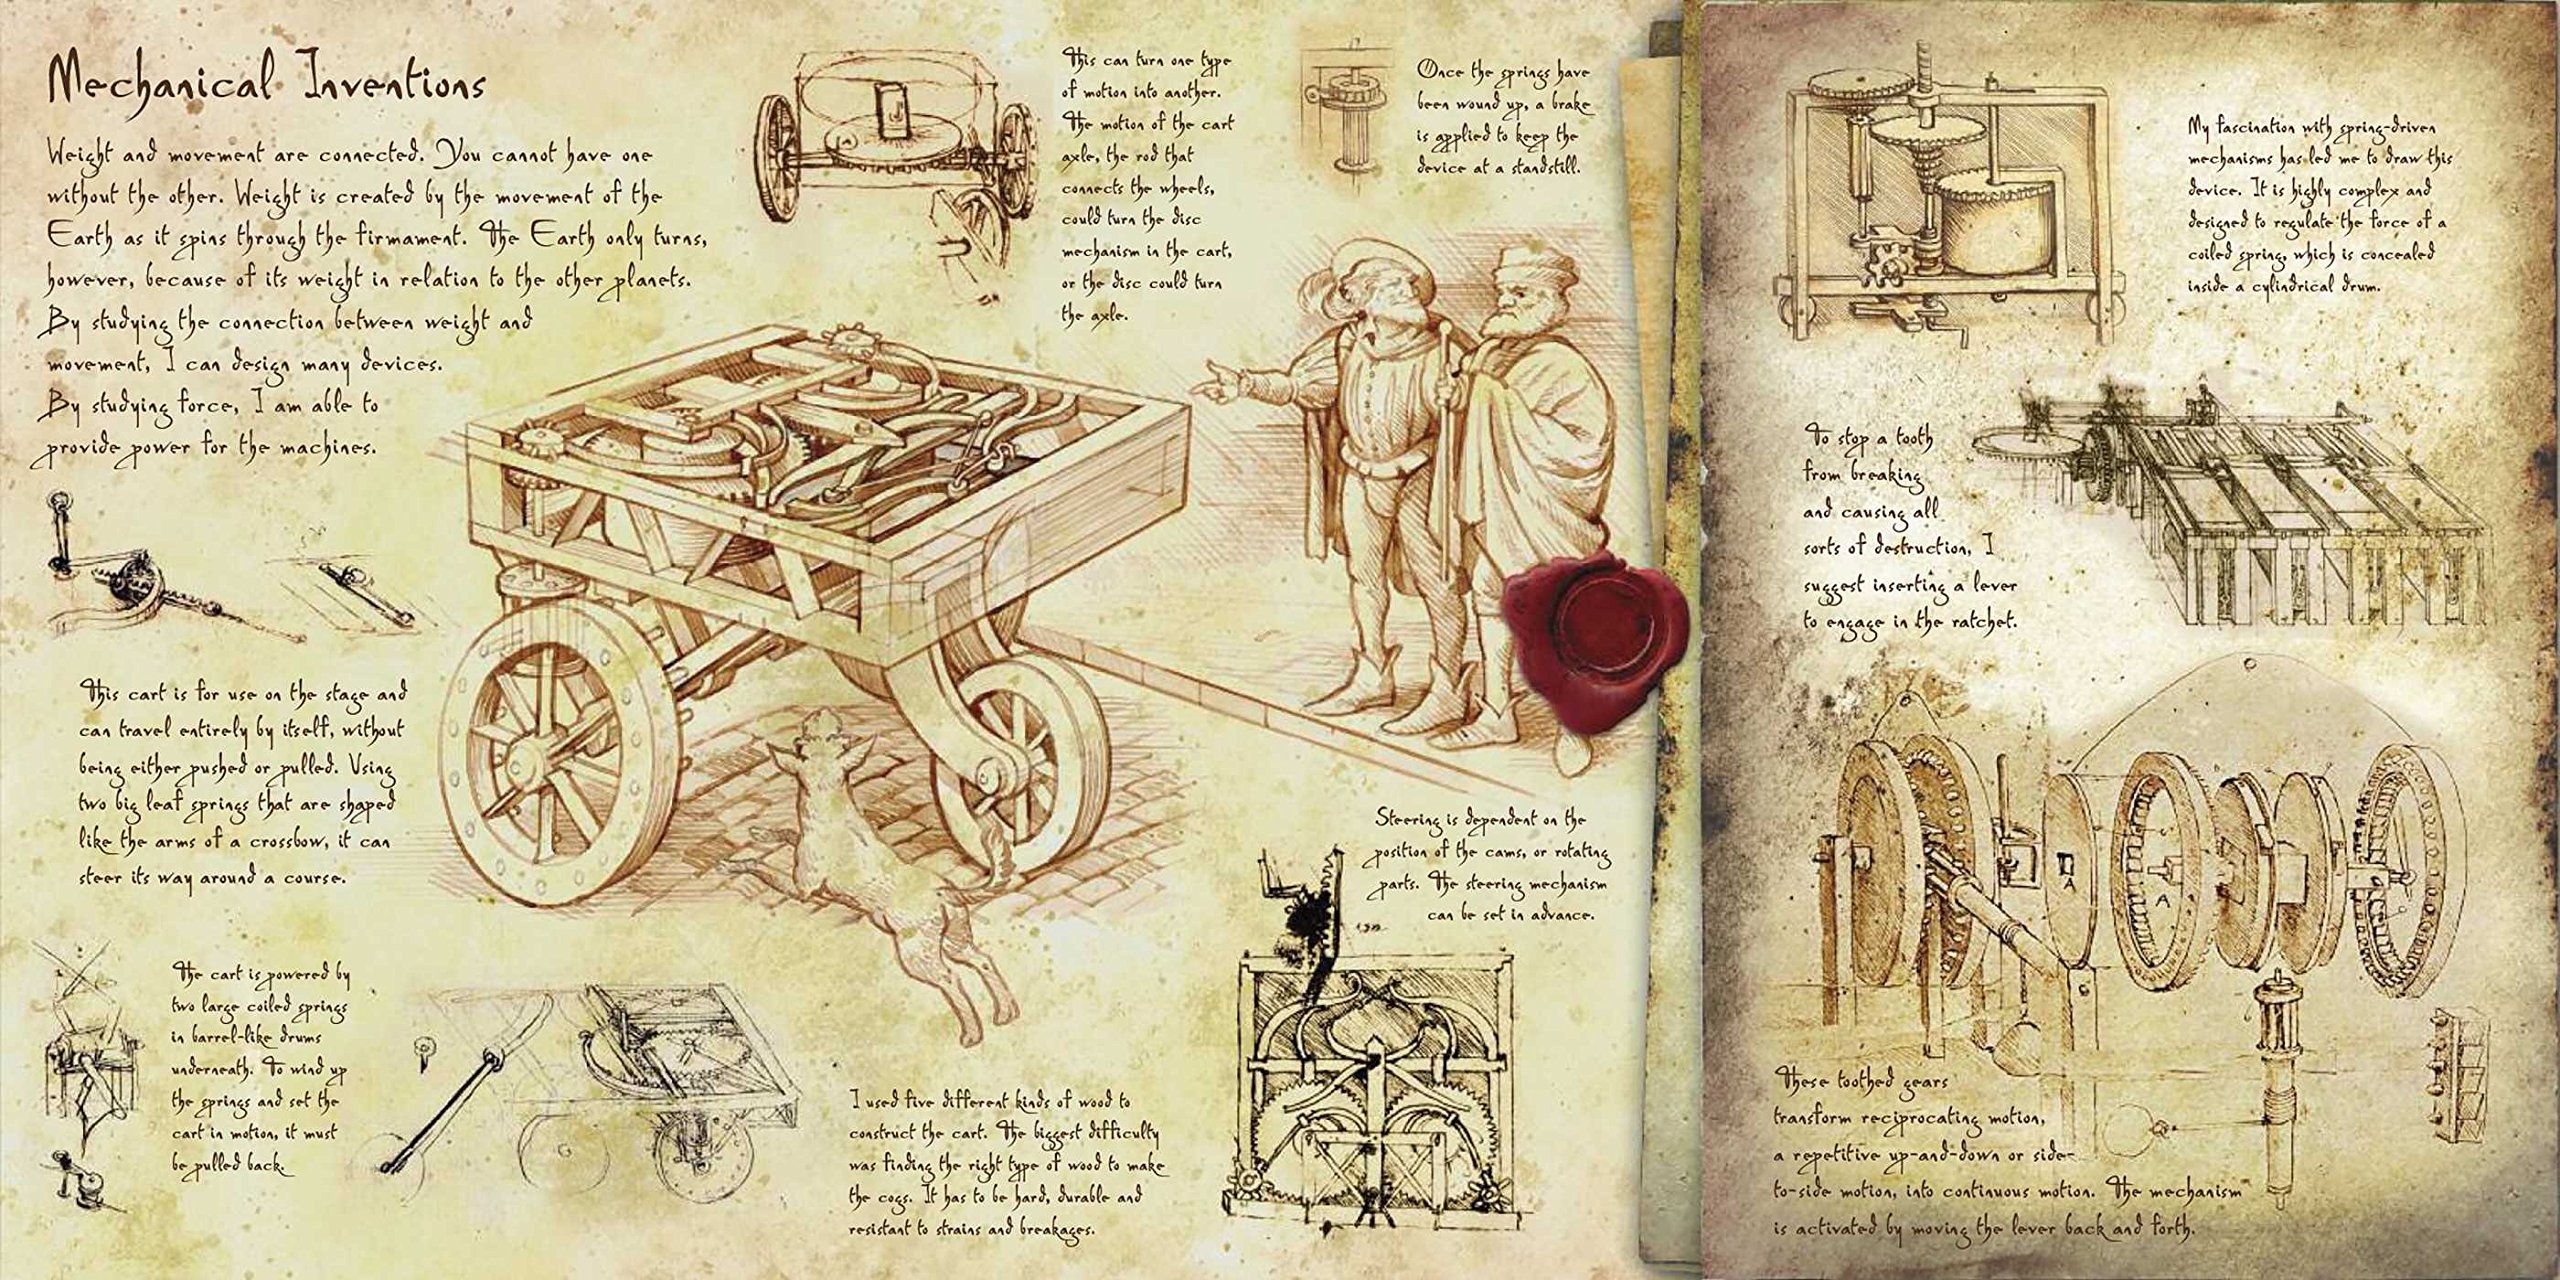 Mechanical Inventions
Weight and movement are connected. You cannot have one
without the other. Weight is created by the movement of the
Earth as it spins through the firmament. The Earth only turns,
however, because of its weight in relation to the other planets.
By studying the connection between weight and
movement, I can design many devices.
By studying force, I am able to
provide power for the machines.
This can turn one type
of motion into another.
The motion of the cart
axle, the rod that
connects the wheels,
could turn the disc
mechanism in the cart,
or the disc could turn
the axle.
Once the springs have
been wound up, a brake
is applied to keep the
device at a standstill.
This cart is for use on the stage and
can travel entirely by itself, without
being either pushed or pulled. Using
two big leaf springs that are shaped
like the arms of a crossbow, it can
steer its way around a course.
The cart is powered by
two large coiled springs
in barrel-like drums
underneath. To wind up
the springs and set the
cart in motion, it must
be pulled back.
I used five different kinds of wood to
construct the cart. The biggest difficulty
was finding the right type of wood to make
the cogs. It has to be hard, durable and
resistant to strains and breakages.
Steering is dependent on the
position of the cams, or rotating
parts. The steering mechanism
can be set in advance.
My fascination with spring-driven
mechanisms has led me to draw this
device. It is highly complex and
designed to regulate the force of a
coiled spring, which is concealed
inside a cylindrical drum.
To stop a tooth
from breaking
and causing all
sorts of destruction, I
suggest inserting a lever
to engage in the ratchet.
A
A
These toothed gears
transform reciprocating motion,
a repetitive up-and-down or side-
to-side motion, into continuous motion. The mechanism
is activated by moving the lever back and forth.